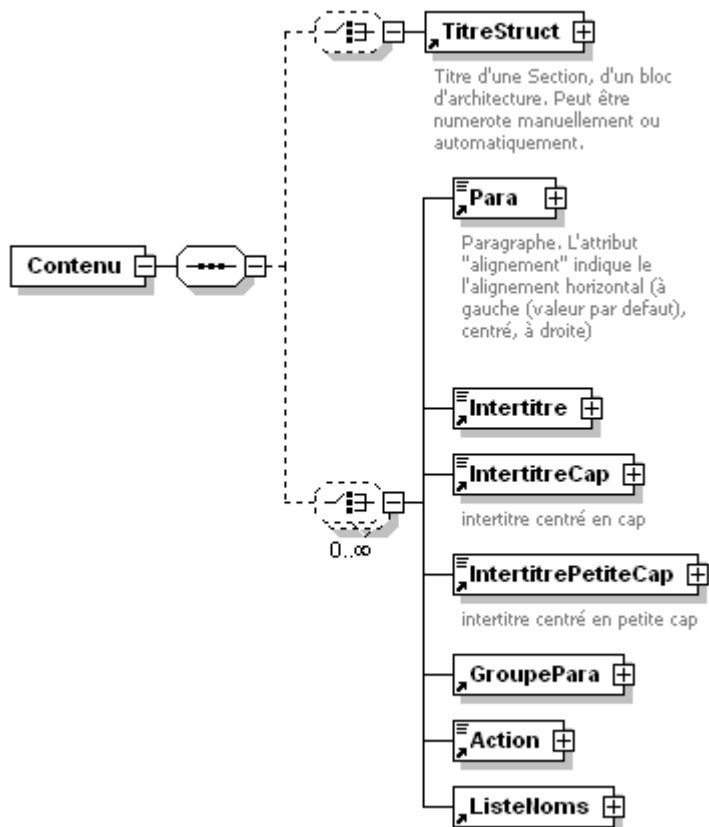 TitreStruct
Titre d'une Section, d'un bloc
d'architecture. Peut être
numerote manuellement ou
automatiquement.
Para
Paragraphe. L'attribut
"alignement" indique le
l'alignement horizontal (à
gauche (valeur par defaut),
centré, à droite)
Contenu
Intertitre
IntertitreCap
intertitre centré en cap
0..∞
IntertitrePetiteCap
intertitre centré en petite cap
GroupePara
Action
ListeNoms